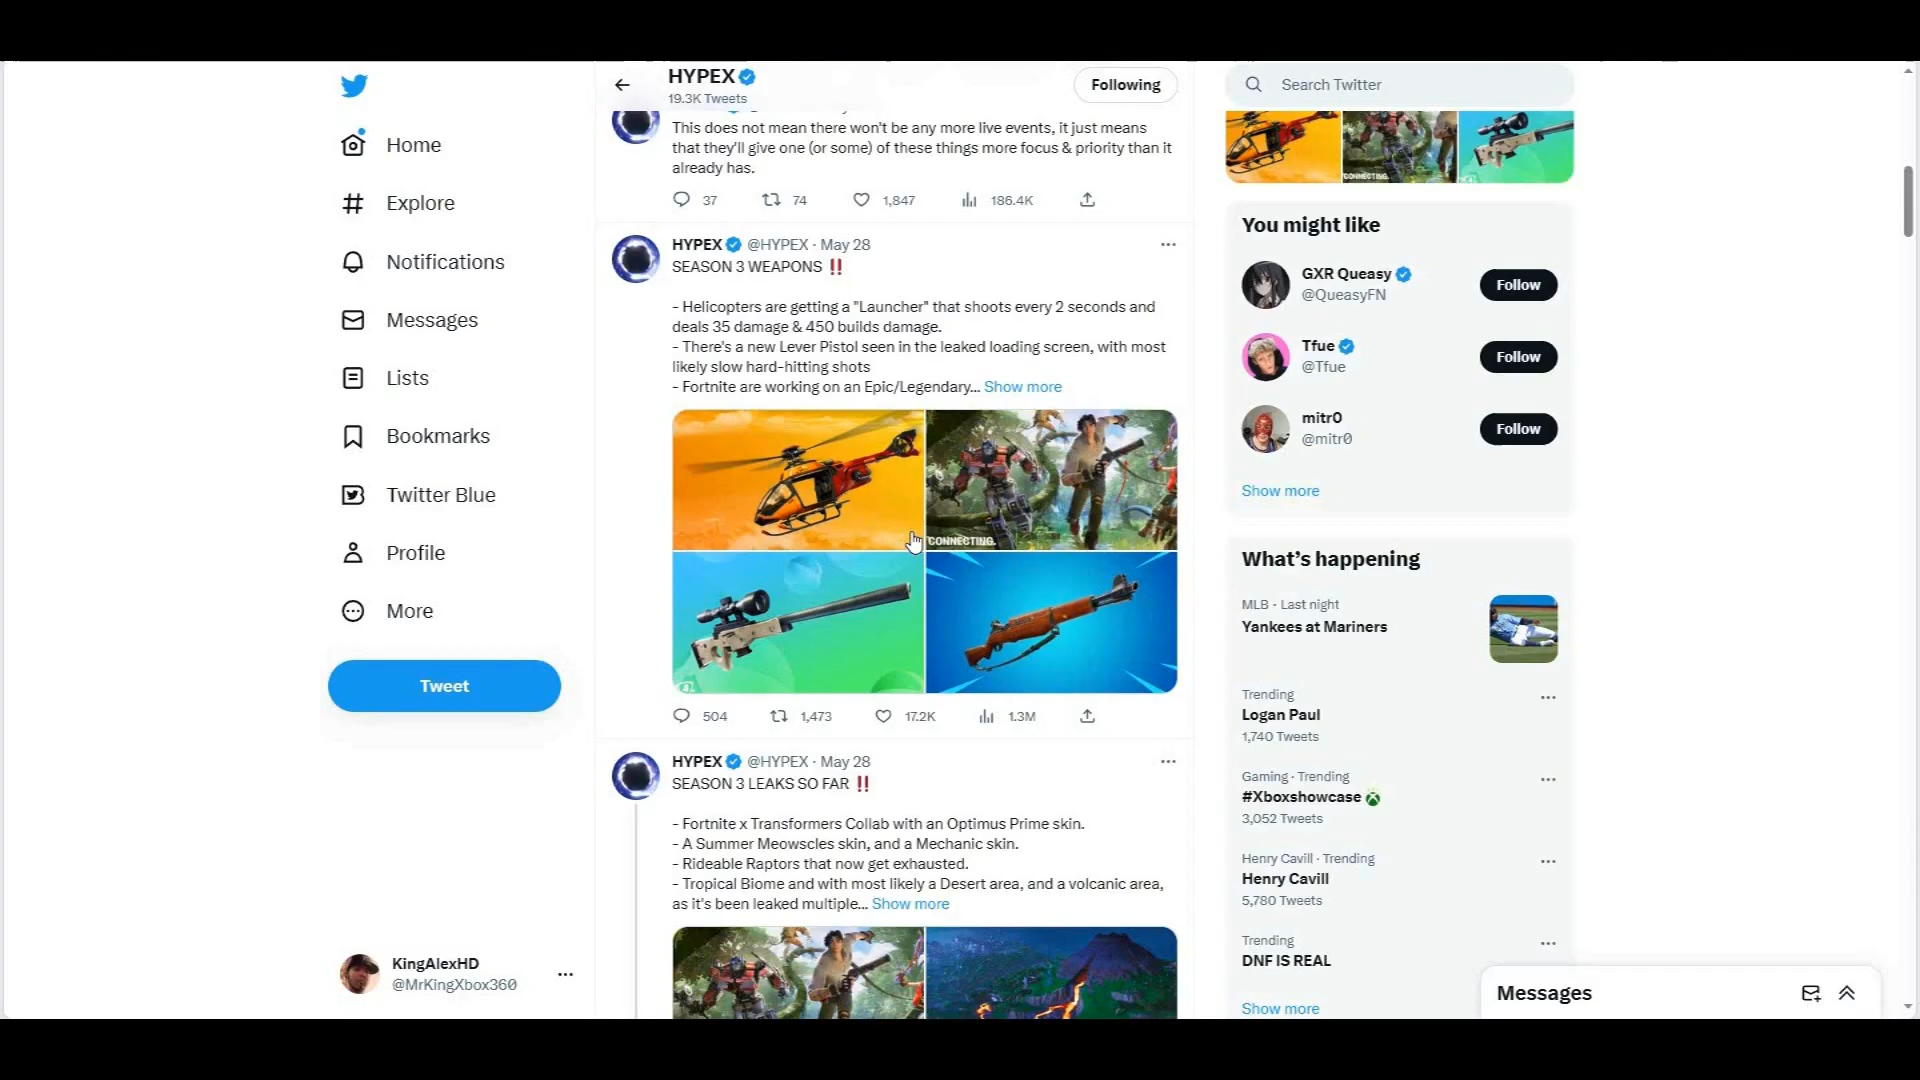 Home
Explore
Notifications
Messages
Lists
Bookmarks
Twitter Blue
Profile
More
Tweet
KingAlexHD
@MrKingXbox360
HYPEX
19.3K Tweets
Following
This does not mean there won't be any more live events, it just means
that they'll give one (or some) of these things more focus & priority than it
already has.
37 74 1,847 186.4K
HYPEX @HYPEX · May 28
SEASON 3 WEAPONS ‼️
- Helicopters are getting a "Launcher" that shoots every 2 seconds and
deals 35 damage & 450 builds damage.
- There's a new Lever Pistol seen in the leaked loading screen, with most
likely slow hard-hitting shots
- Fortnite are working on an Epic/Legendary... Show more
CONNECTING.
504 1,473 17.2K 1.3M
HYPEX @HYPEX · May 28
SEASON 3 LEAKS SO FAR ‼️
- Fortnite x Transformers Collab with an Optimus Prime skin.
- A Summer Meowscles skin, and a Mechanic skin.
- Rideable Raptors that now get exhausted.
- Tropical Biome and with most likely a Desert area, and a volcanic area,
as it's been leaked multiple... Show more
Search Twitter
CONNECTING.
You might like
GXR Queasy
@QueasyFN
Follow
Tfue
@Tfue
Follow
mitr0
@mitr0
Follow
Show more
What's happening
MLB · Last night
Yankees at Mariners
Trending
Logan Paul
1,740 Tweets
Gaming · Trending
#Xboxshowcase
3,052 Tweets
Henry Cavill · Trending
Henry Cavill
5,780 Tweets
Trending
DNF IS REAL
Show more
Messages